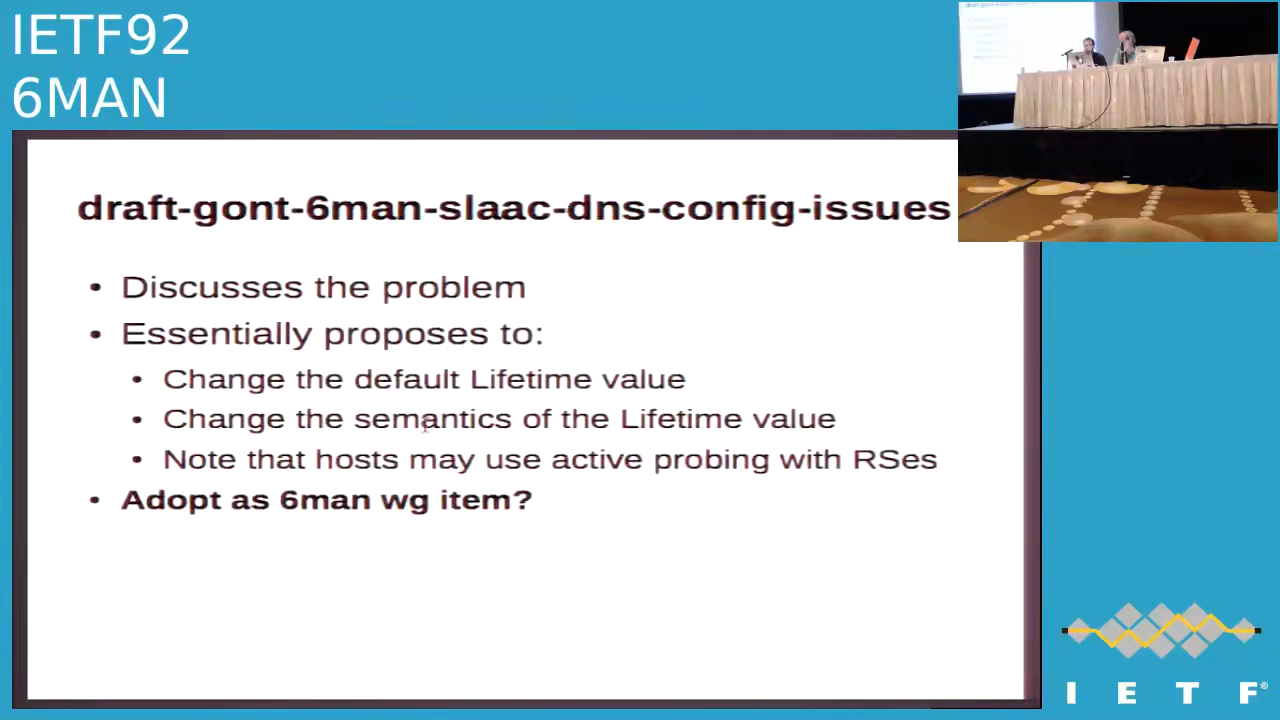 IETF92
6MAN
draft-gont-6man-slaac-dns-config-issues
• Discusses the problem
• Essentially proposes to:
• Change the default Lifetime value
• Change the semantics of the Lifetime value
• Note that hosts may use active probing with RSes
• Adopt as 6man wg item?
I E T F®